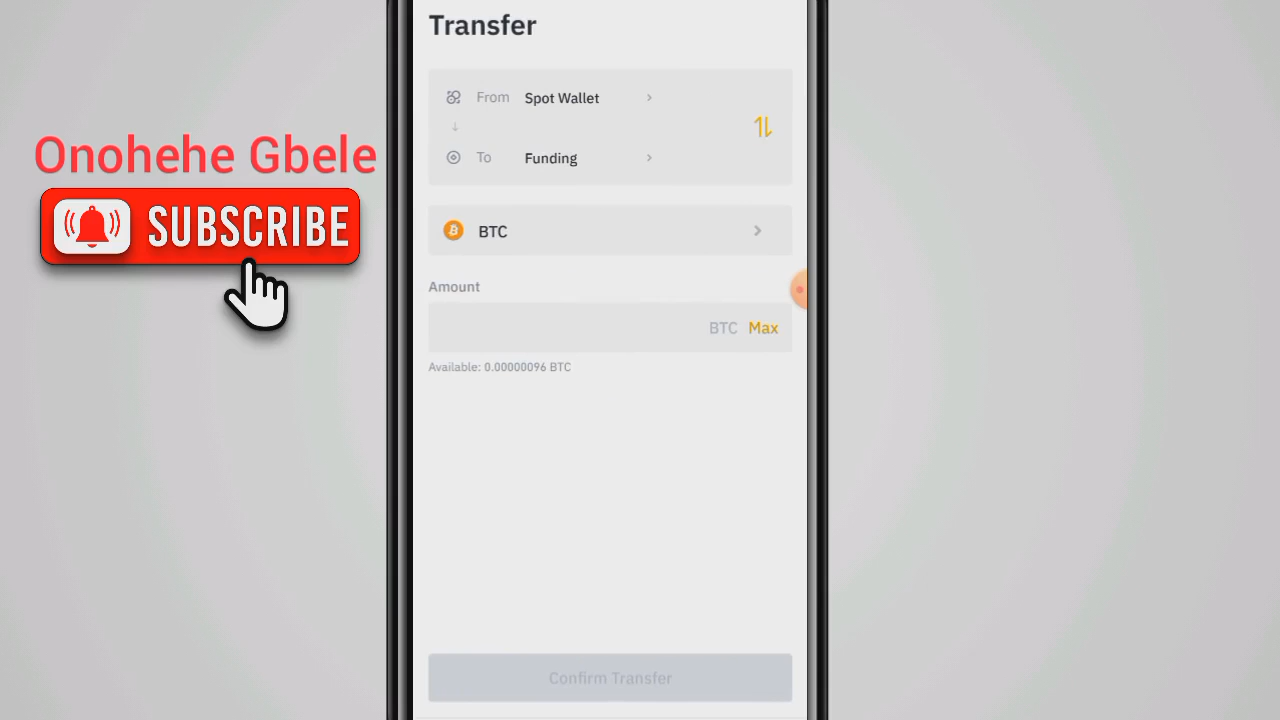 Transfer
From Spot Wallet
To Funding
Onohehe Gbele
SUBSCRIBE
BTC
Amount
BTC Max
Available: 0.00000096 BTC
Confirm Transfer